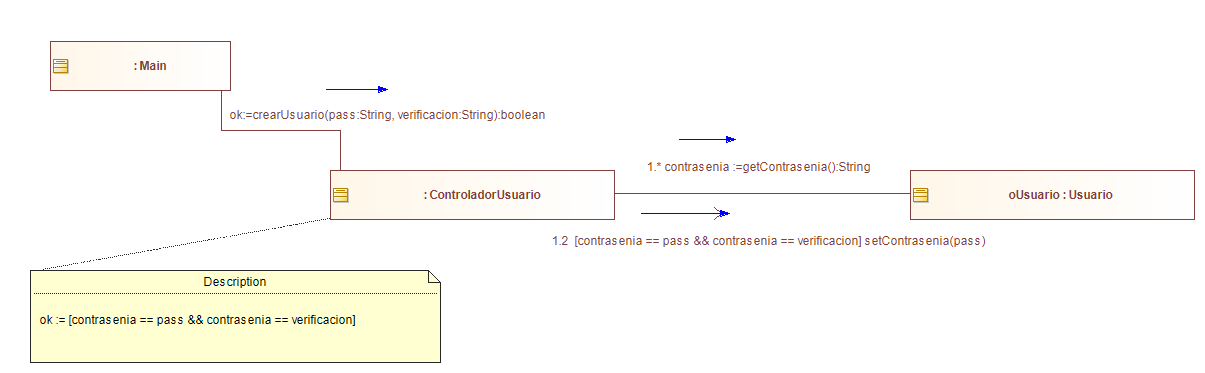 : Main
ok:=crearUsuario(pass:String, verificacion:String):boolean
1.* contrasenia :=getContrasenia():String
: ControladorUsuario
oUsuario : Usuario
1.2 [contrasenia == pass && contrasenia == verificacion] setContrasenia(pass)
Description
ok := [contrasenia == pass && contrasenia == verificacion]